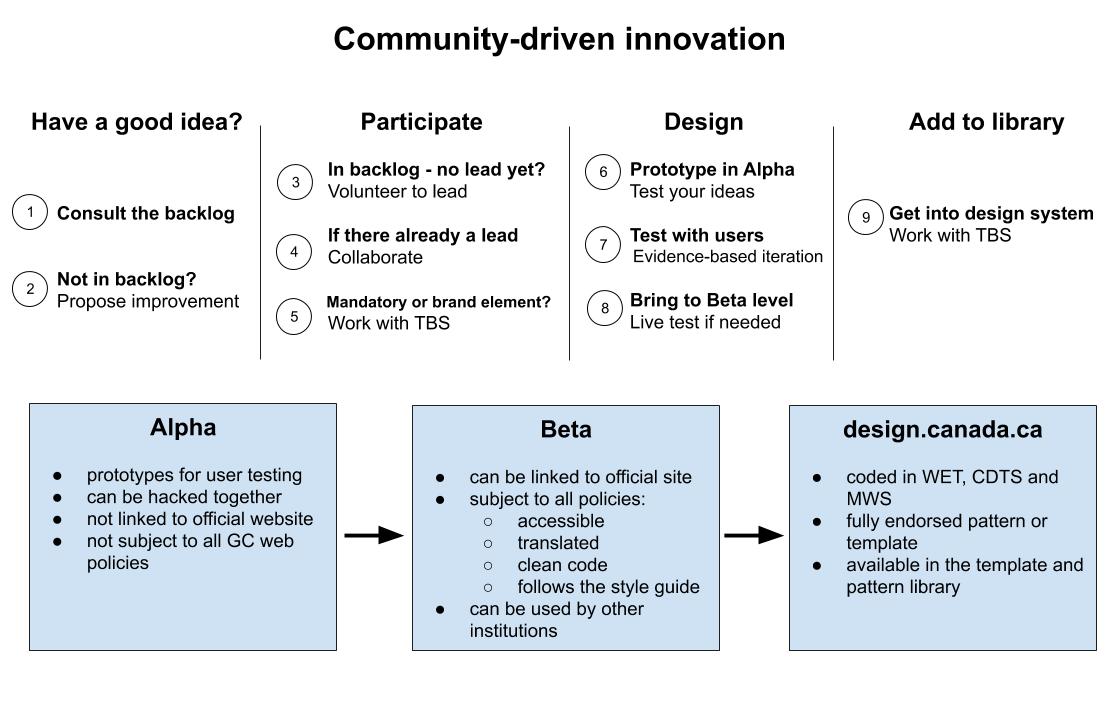 Community-driven innovation
Have a good idea?
1
Consult the backlog
2
Not in backlog?
Propose improvement
Participate
3
In backlog - no lead yet?
Volunteer to lead
4
If there already a lead
Collaborate
5
Mandatory or brand element?
Work with TBS
Design
6
Prototype in Alpha
Test your ideas
7
Test with users
Evidence-based iteration
8
Bring to Beta level
Live test if needed
Add to library
9
Get into design system
Work with TBS
Alpha
● prototypes for user testing
● can be hacked together
● not linked to official website
● not subject to all GC web
policies
Beta
● can be linked to official site
● subject to all policies:
○ accessible
○ translated
○ clean code
○ follows the style guide
● can be used by other
institutions
design.canada.ca
● coded in WET, CDTS and
MWS
● fully endorsed pattern or
template
● available in the template and
pattern library